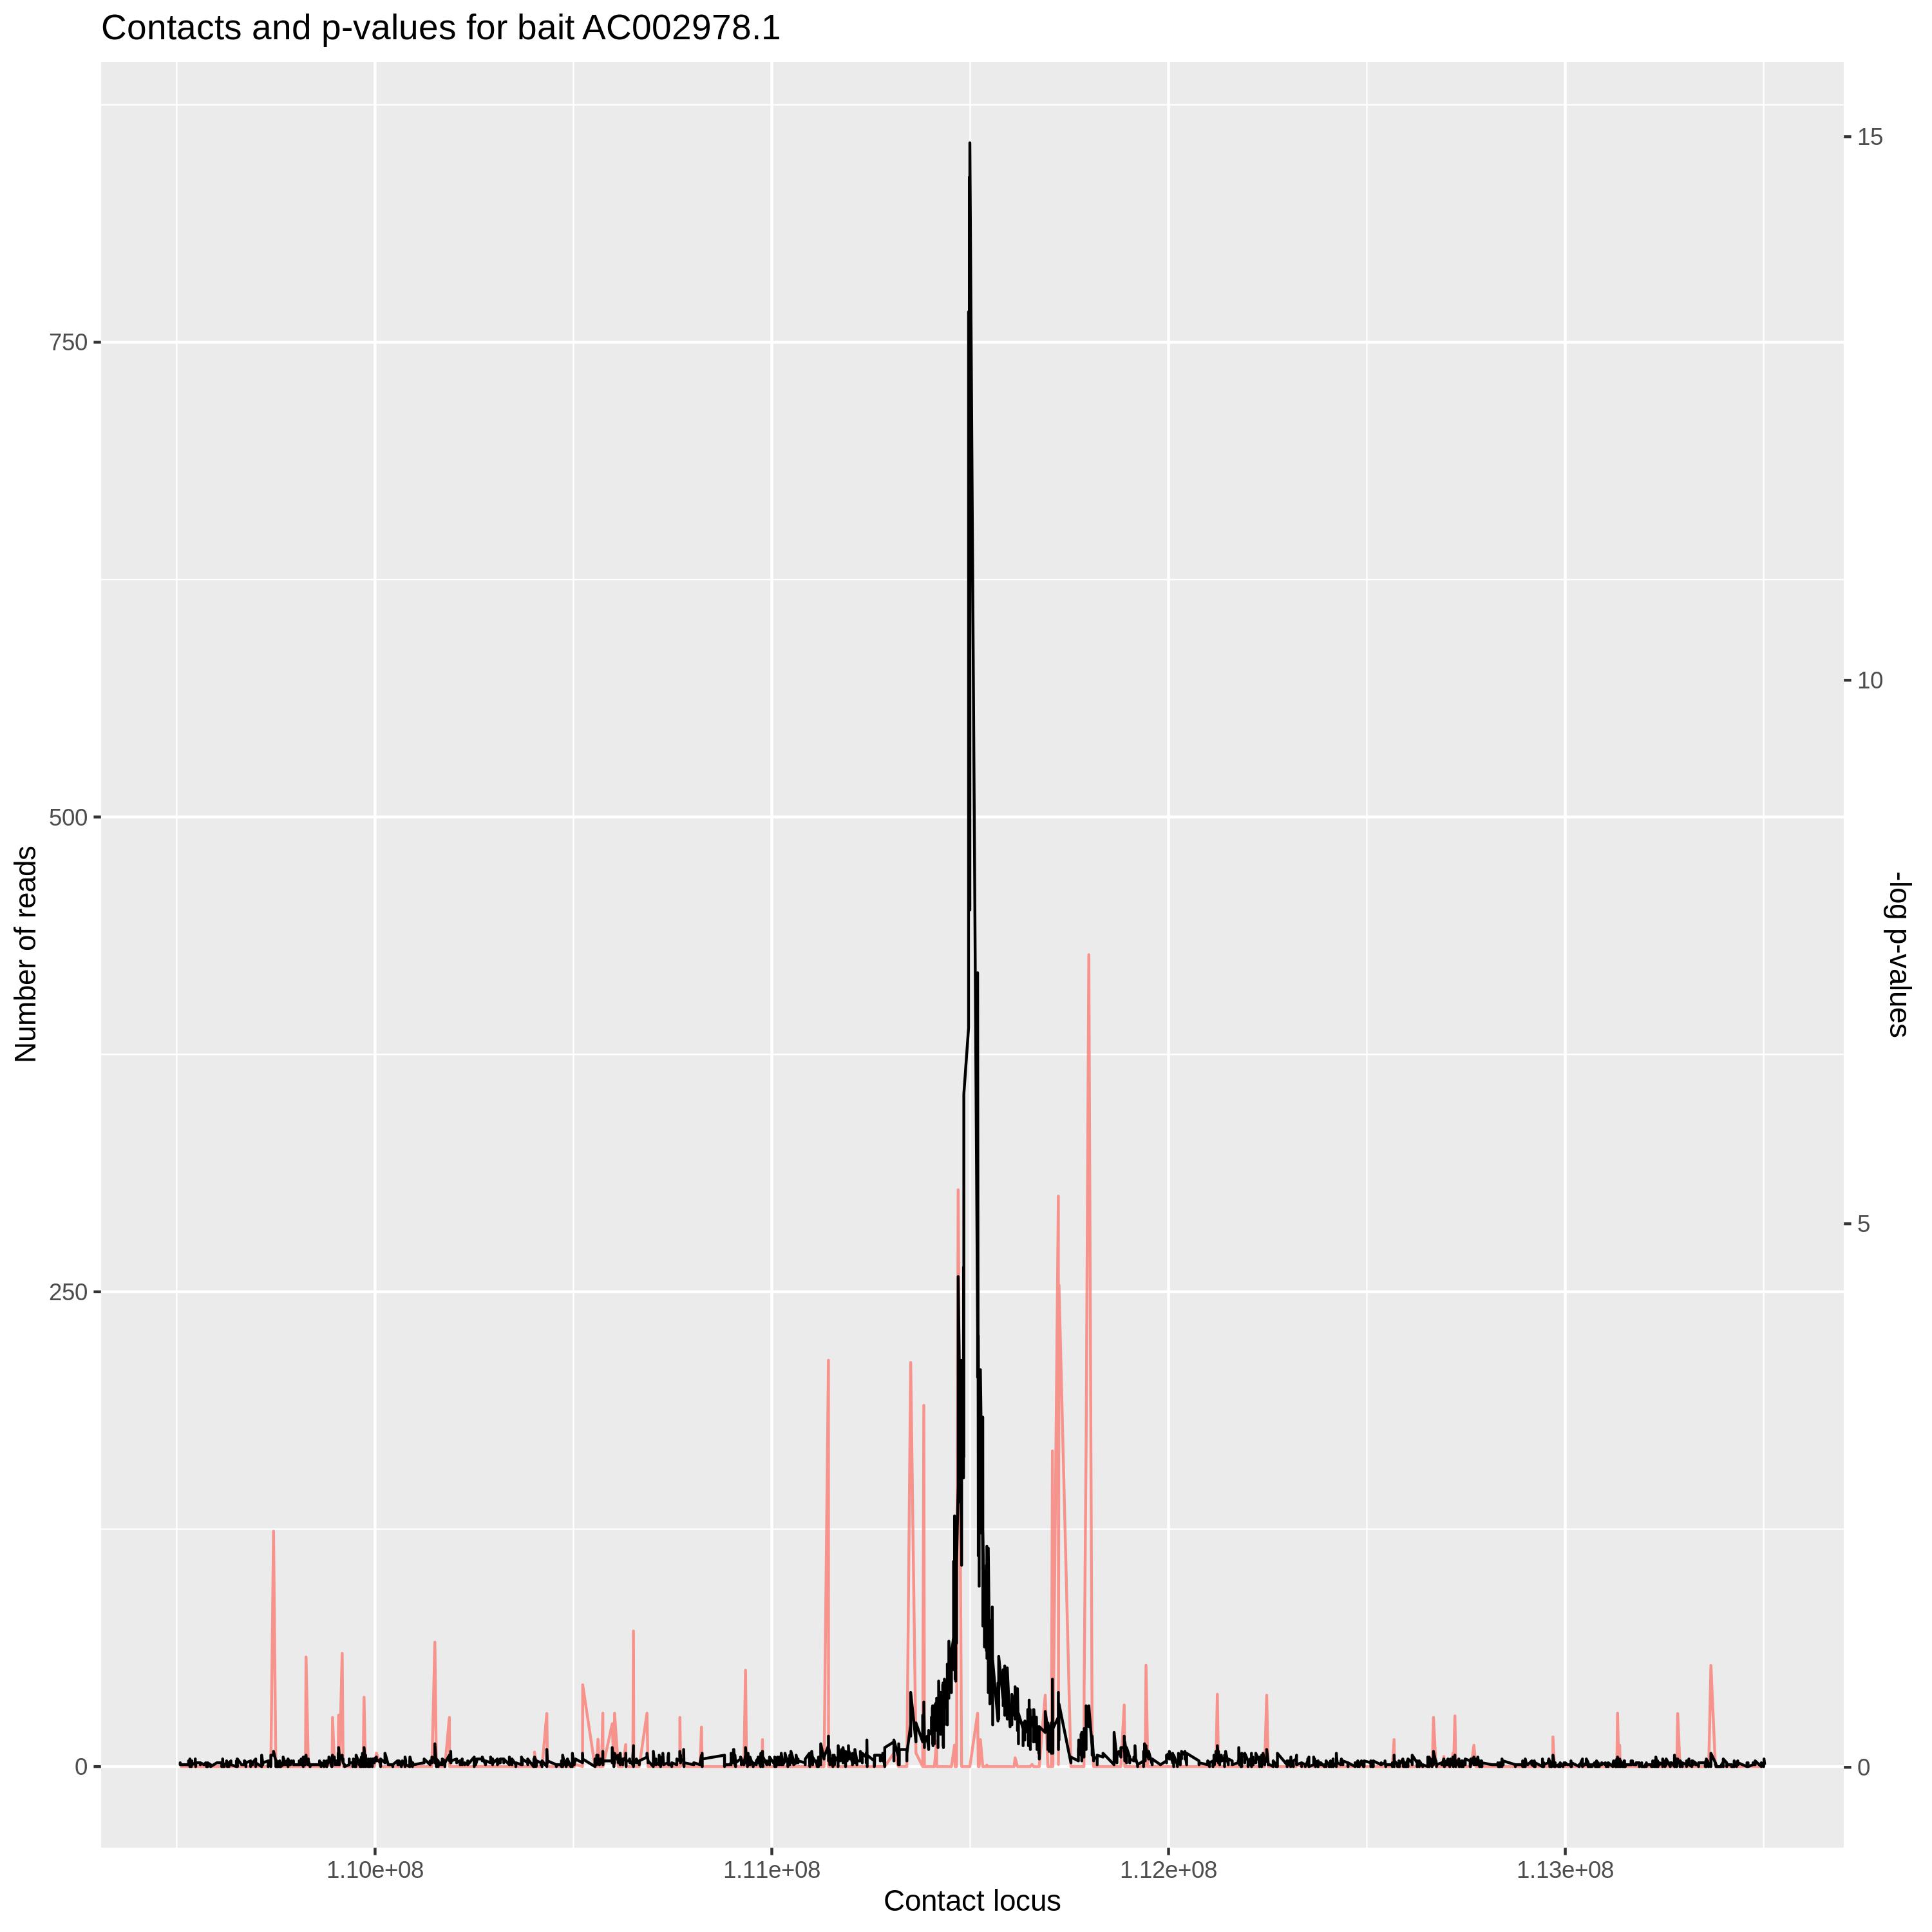 Contacts and p-values for bait AC002978.1
Number of reads
750
500
250
0
15
10
5
0
-log p-values
1.10e+08
1.11e+08
1.12e+08
1.13e+08
Contact locus